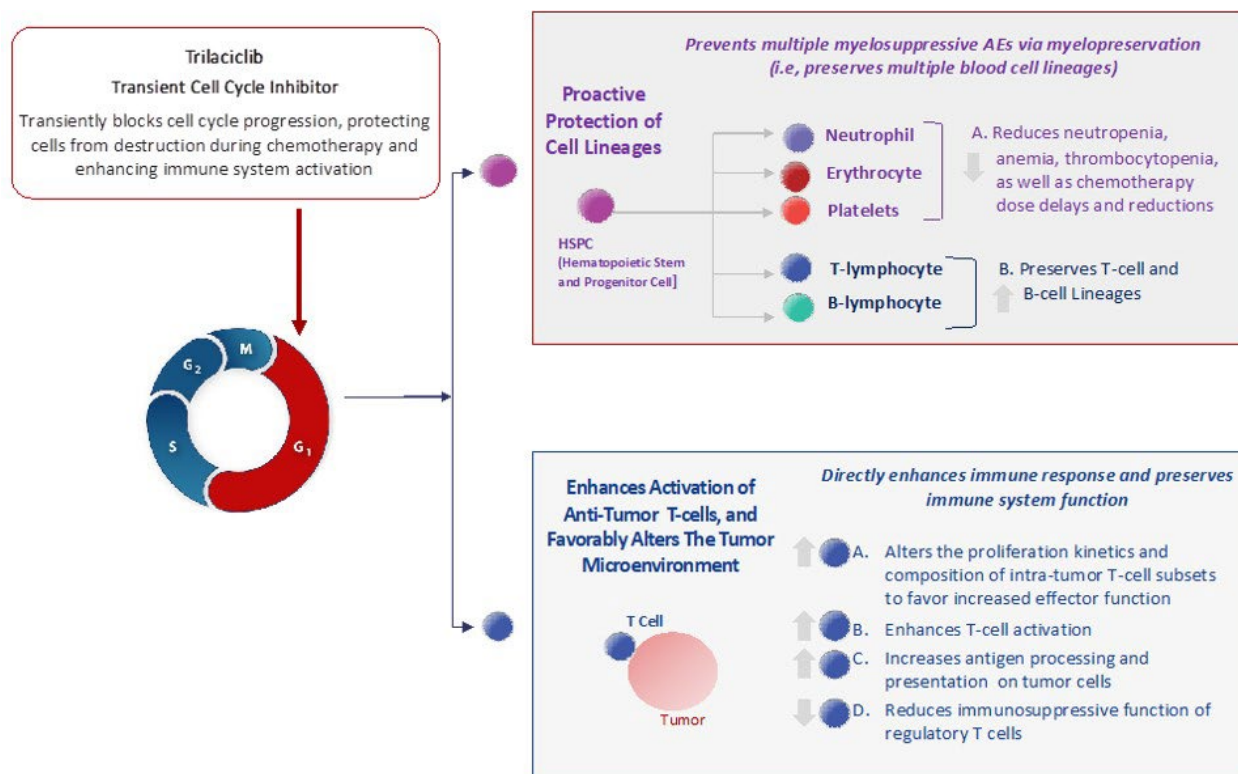 Trilaciclib
Transient Cell Cycle Inhibitor
Transiently blocks cell cycle progression, protecting
cells from destruction during chemotherapy and
enhancing immune system activation
M
G2
S
G1
Prevents multiple myelosuppressive AEs via myelopreservation
(i.e, preserves multiple blood cell lineages)
Proactive
Protection of
Cell Lineages
HSPC
(Hematopoietic Stem
and Progenitor Cell]
Neutrophil
Erythrocyte
Platelets
A. Reduces neutropenia,
anemia, thrombocytopenia,
as well as chemotherapy
dose delays and reductions
T-lymphocyte
B-lymphocyte
B. Preserves T-cell and
B-cell Lineages
Enhances Activation of
Anti-Tumor T-cells, and
Favorably Alters The Tumor
Microenvironment
T Cell
Tumor
Directly enhances immune response and preserves
immune system function
A. Alters the proliferation kinetics and
composition of intra-tumor T-cell subsets
to favor increased effector function
B. Enhances T-cell activation
C. Increases antigen processing and
presentation on tumor cells
D. Reduces immunosuppressive function of
regulatory T cells